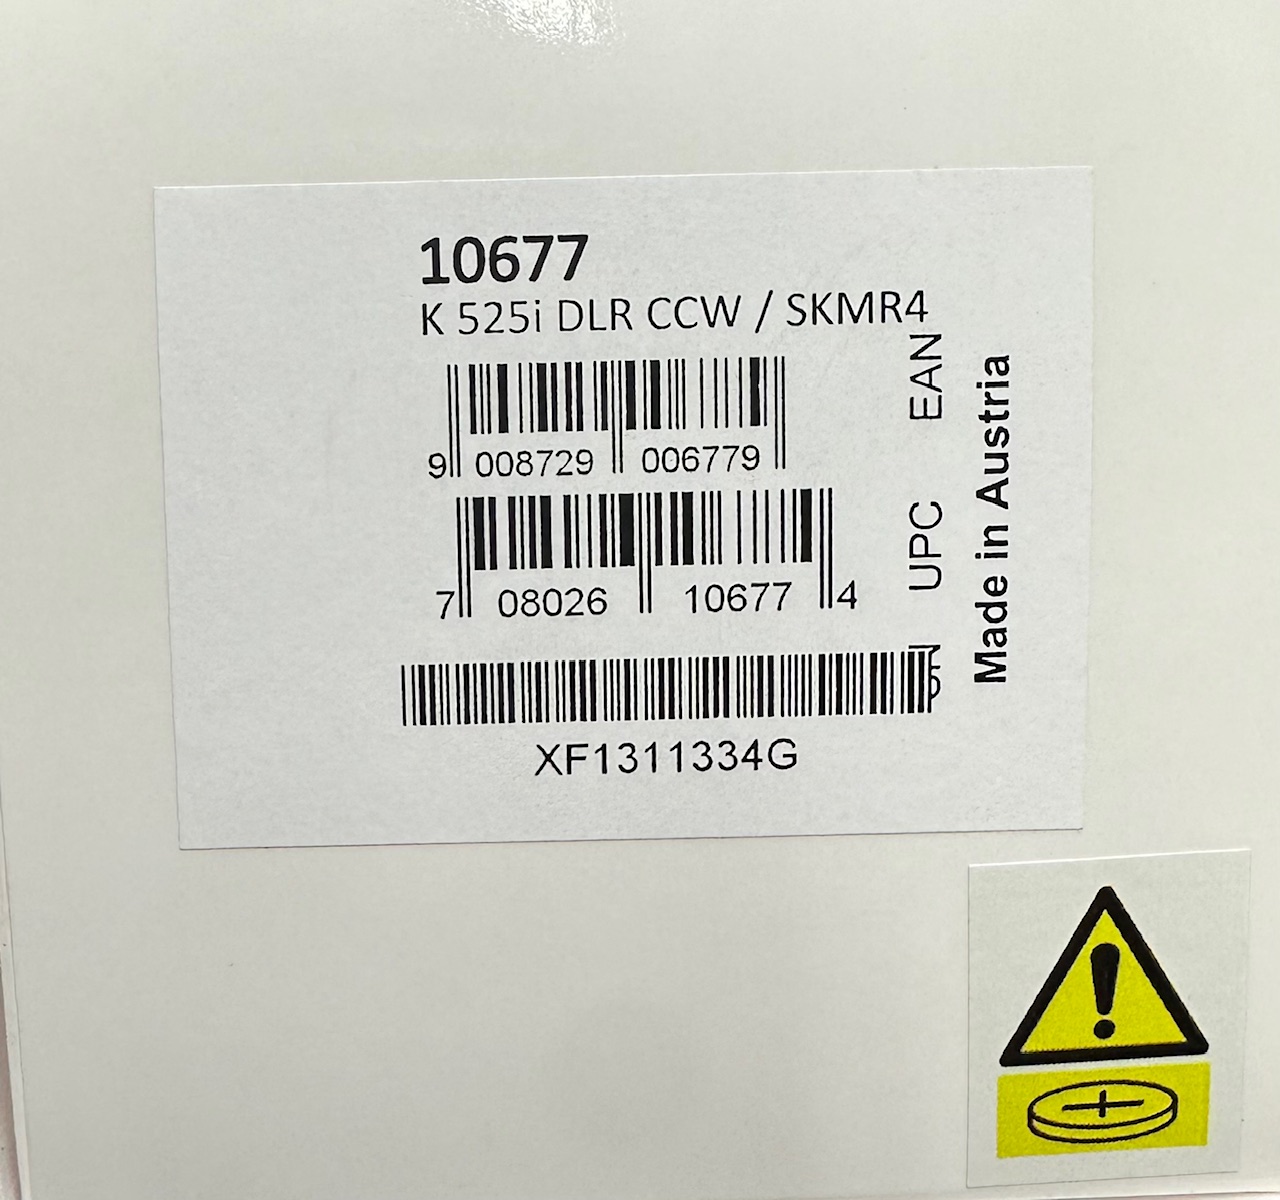 10677
K 525i DLR CCW / SKMR4
9 008729 006779
EAN
7 08026 10677 4
UPC
XF1311334G
Made in Austria